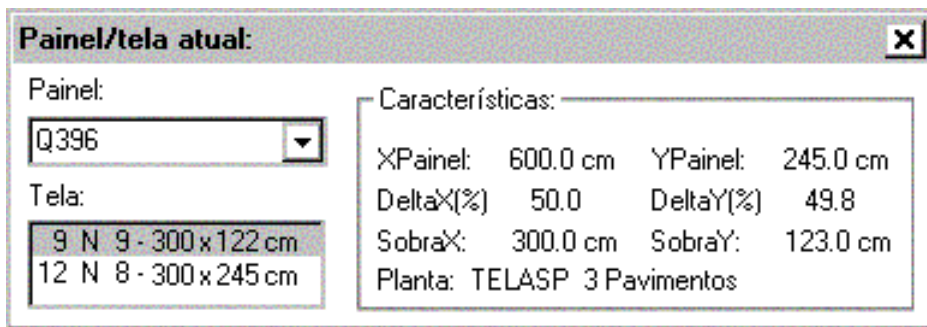 Painel/tela atual:
Painel:
Q396
Tela:
9 N 9 - 300 x 122 cm
12 N 8 - 300 x 245 cm
Características:
XPainel: 600.0 cm YPainel: 245.0 cm
DeltaX(%) 50.0 DeltaY(%) 49.8
SobraX: 300.0 cm SobraY: 123.0 cm
Planta: TELASP 3 Pavimentos